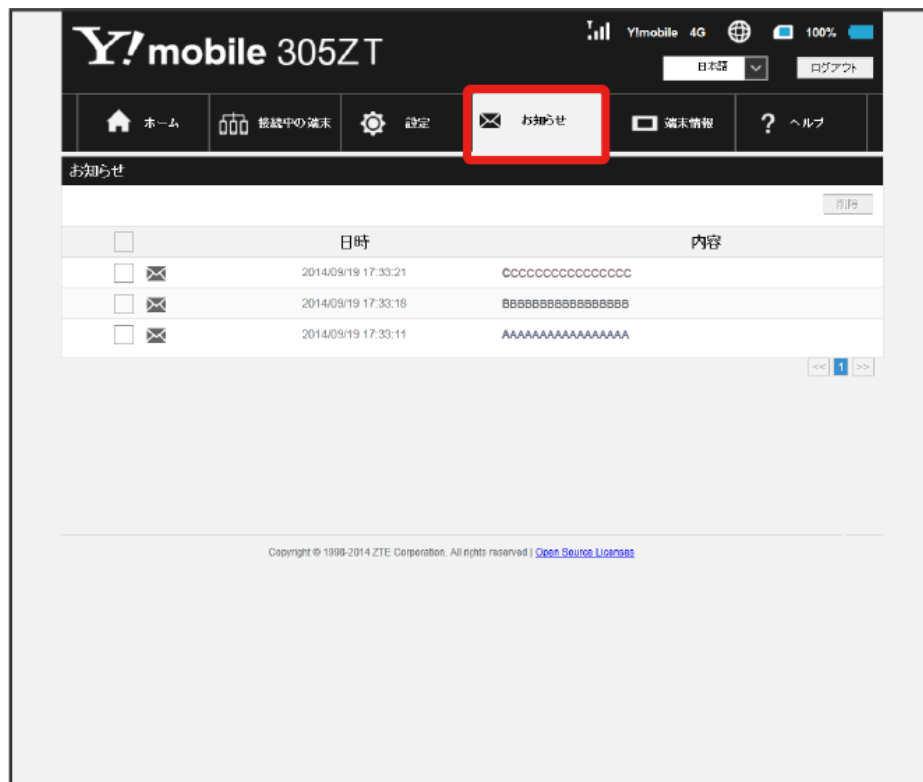 Y! mobile 305ZT
Y!mobile 4G 100%
日本語 ログアウト
ホーム 接続中の端末 設定 お知らせ 端末情報 ? ヘルプ
お知らせ
削除
日時 内容
2014/09/19 17:33:21 CCCCCCCCCCCCCCCCC
2014/09/19 17:33:18 BBBBBBBBBBBBBBBBB
2014/09/19 17:33:11 AAAAAAAAAAAAAAAAA
<< 1 >>
Copyright © 1998-2014 ZTE Corporation. All rights reserved | Open Source Licenses